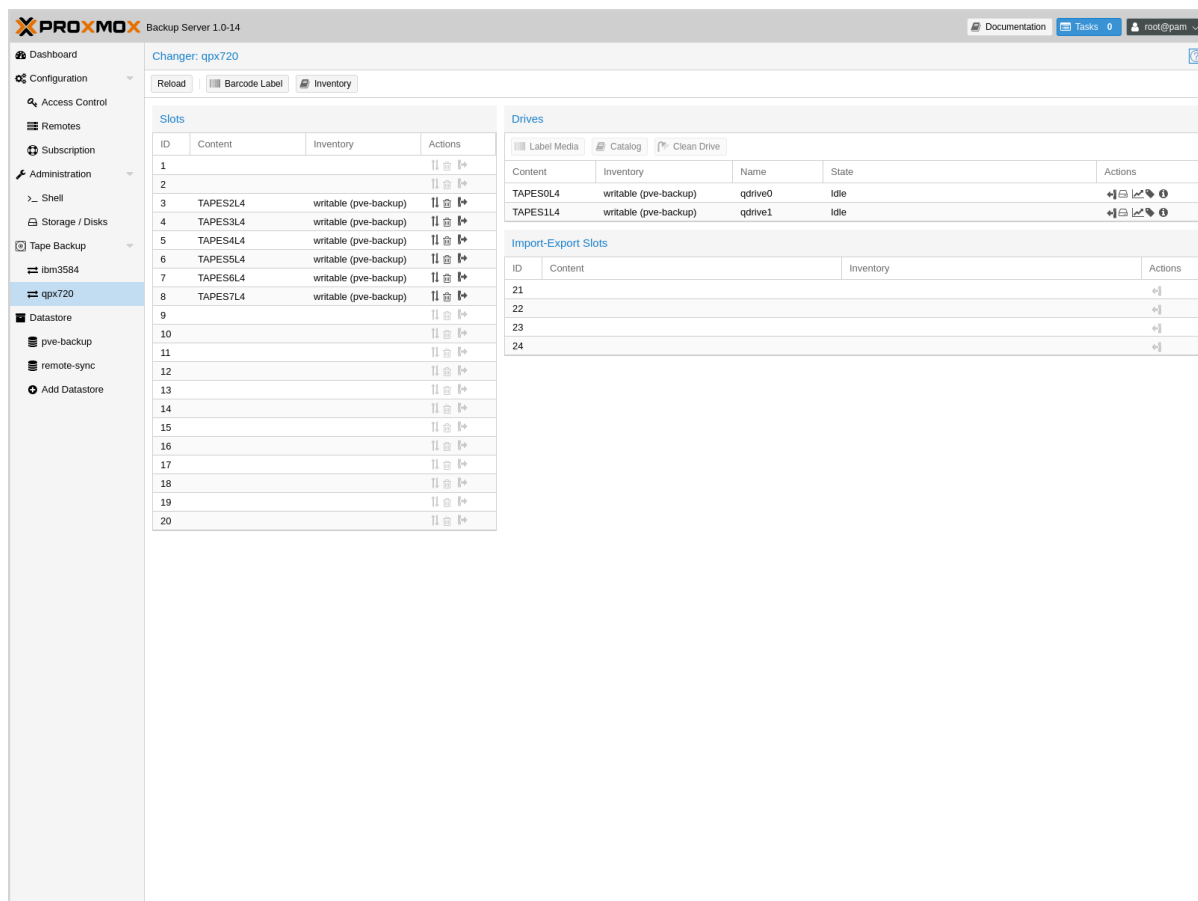 PROXMOX Backup Server 1.0-14
Documentation
Tasks 0
root@pam
Dashboard
Configuration
Access Control
Remotes
Subscription
Administration
Shell
Storage / Disks
Tape Backup
ibm3584
qpx720
Datastore
pve-backup
remote-sync
Add Datastore
Changer: qpx720
Reload
Barcode Label
Inventory
Slots
ID Content Inventory Actions
1
2
3 TAPES2L4 writable (pve-backup)
4 TAPES3L4 writable (pve-backup)
5 TAPES4L4 writable (pve-backup)
6 TAPES5L4 writable (pve-backup)
7 TAPES6L4 writable (pve-backup)
8 TAPES7L4 writable (pve-backup)
9
10
11
12
13
14
15
16
17
18
19
20
Drives
Label Media
Catalog
Clean Drive
Content Inventory Name State Actions
TAPES0L4 writable (pve-backup) qdrive0 Idle
TAPES1L4 writable (pve-backup) qdrive1 Idle
Import-Export Slots
ID Content Inventory Actions
21
22
23
24